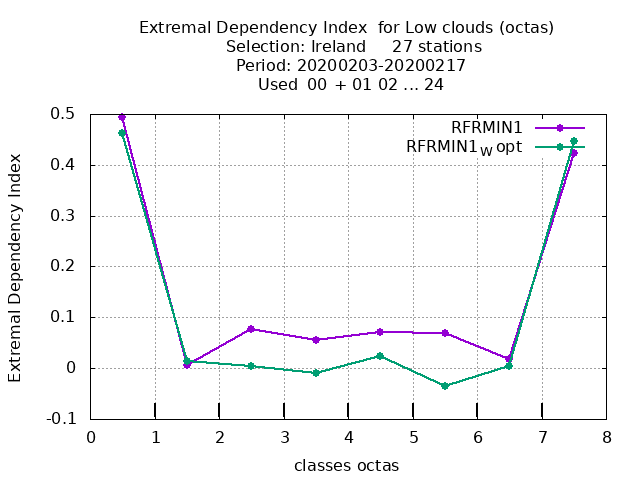 Extremal Dependency Index  for Low clouds (octas)
Selection: Ireland     27 stations
Period: 20200203-20200217
Used  00  + 01 02 ... 24
RFRMIN1
RFRMIN1W opt
Extremal Dependency Index
0.5
0.4
0.3
0.2
0.1
0
-0.1
0 1 2 3 4 5 6 7 8
classes octas